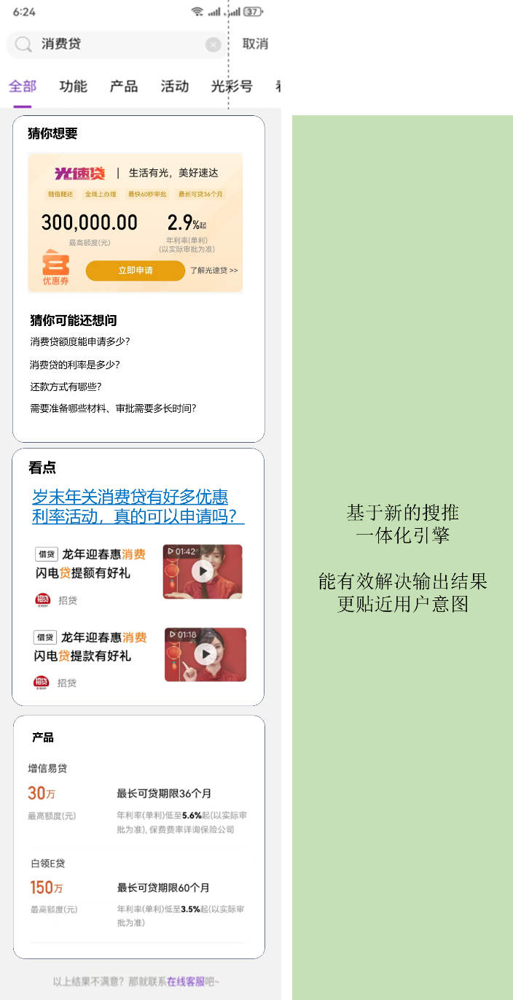 6:24
37
消费贷
取消
全部 功能 产品 活动 光彩号
猜你想要
光速贷 | 生活有光，美好速达
随借随还 全线上办理 最快60秒审批 最长可贷36个月
300,000.00 2.9%起
最高额度(元) 年利率(单利)
(以实际审批为准)
优惠券 立即申请 了解光速贷 >>
猜你可能还想问
消费贷额度能申请多少?
消费贷的利率是多少?
还款方式有哪些?
需要准备哪些材料、审批需要多长时间?
看点
岁末年关消费贷有好多优惠
利率活动，真的可以申请吗？
借贷 龙年迎春惠消费
闪电贷提额有好礼
01:42
招贷 招贷
借贷 龙年迎春惠消费
闪电贷提款有好礼
01:18
招贷 招贷
产品
增信易贷
30万 最长可贷期限36个月
最高额度(元) 年利率(单利)低至5.6%起(以实际审
批为准), 保费费率详询保险公司
白领E贷
150万 最长可贷期限60个月
最高额度(元) 年利率(单利)低至3.5%起(以实际审
批为准)
以上结果不满意？那就联系在线客服吧~
基于新的搜推
一体化引擎
能有效解决输出结果
更贴近用户意图